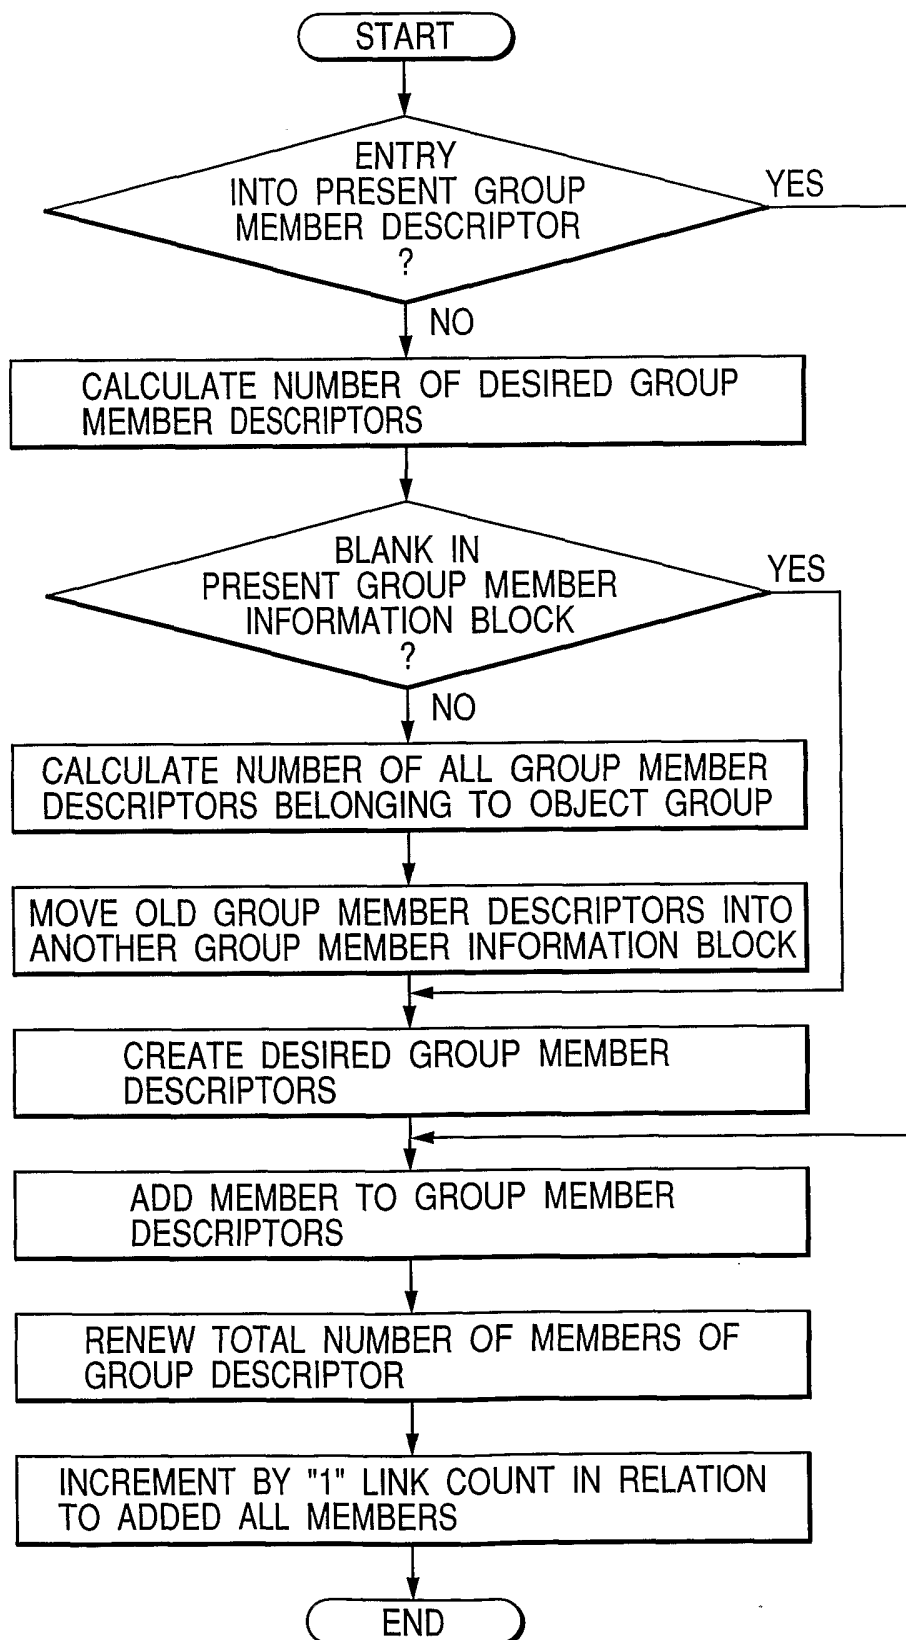 START
ENTRY
INTO PRESENT GROUP
MEMBER DESCRIPTOR
?
YES
NO
CALCULATE NUMBER OF DESIRED GROUP
MEMBER DESCRIPTORS
BLANK IN
PRESENT GROUP MEMBER
INFORMATION BLOCK
?
YES
NO
CALCULATE NUMBER OF ALL GROUP MEMBER
DESCRIPTORS BELONGING TO OBJECT GROUP
MOVE OLD GROUP MEMBER DESCRIPTORS INTO
ANOTHER GROUP MEMBER INFORMATION BLOCK
CREATE DESIRED GROUP MEMBER
DESCRIPTORS
ADD MEMBER TO GROUP MEMBER
DESCRIPTORS
RENEW TOTAL NUMBER OF MEMBERS OF
GROUP DESCRIPTOR
INCREMENT BY "1" LINK COUNT IN RELATION
TO ADDED ALL MEMBERS
END